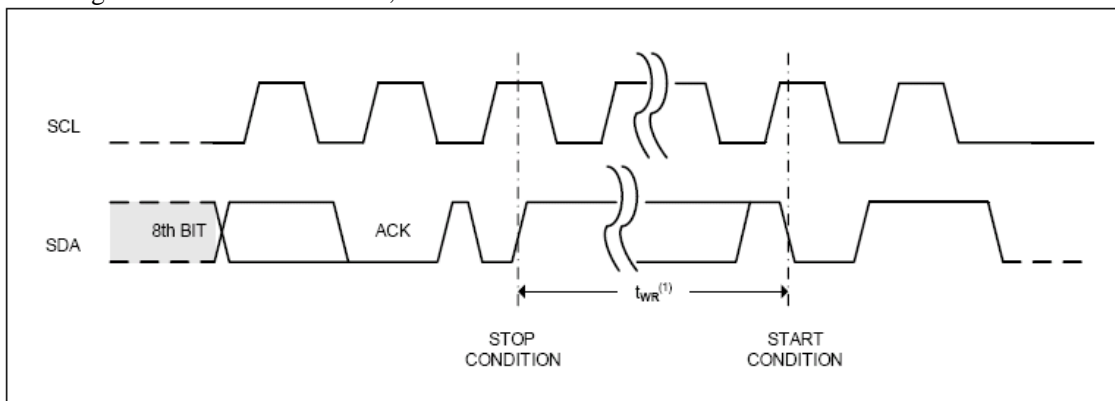 SCL
8th BIT
ACK
SDA
tWR(1)
STOP
CONDITION
START
CONDITION